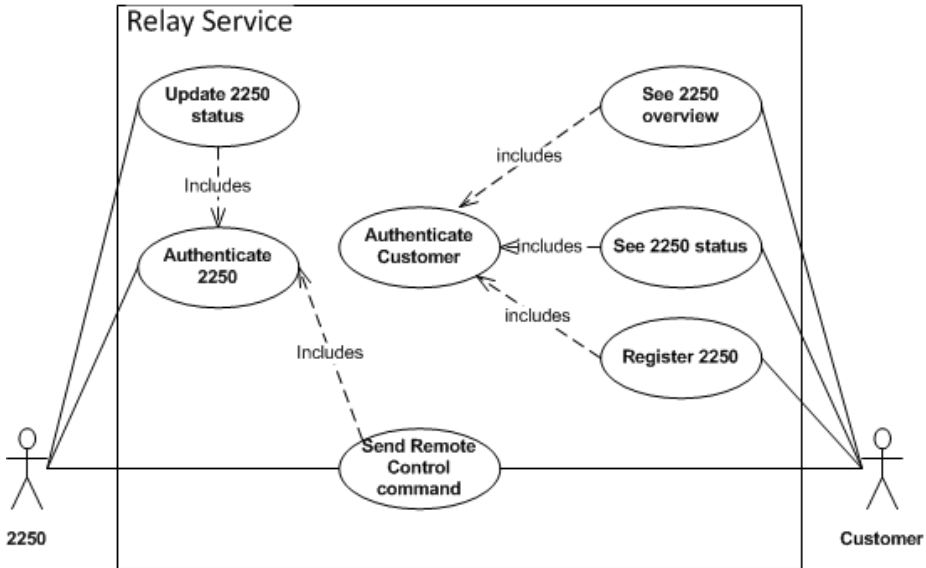 Relay Service
Update 2250
status
See 2250
overview
includes
Includes
Authenticate
2250
Authenticate
Customer
includes
See 2250 status
includes
Includes
Register 2250
Send Remote
Control
command
2250
Customer